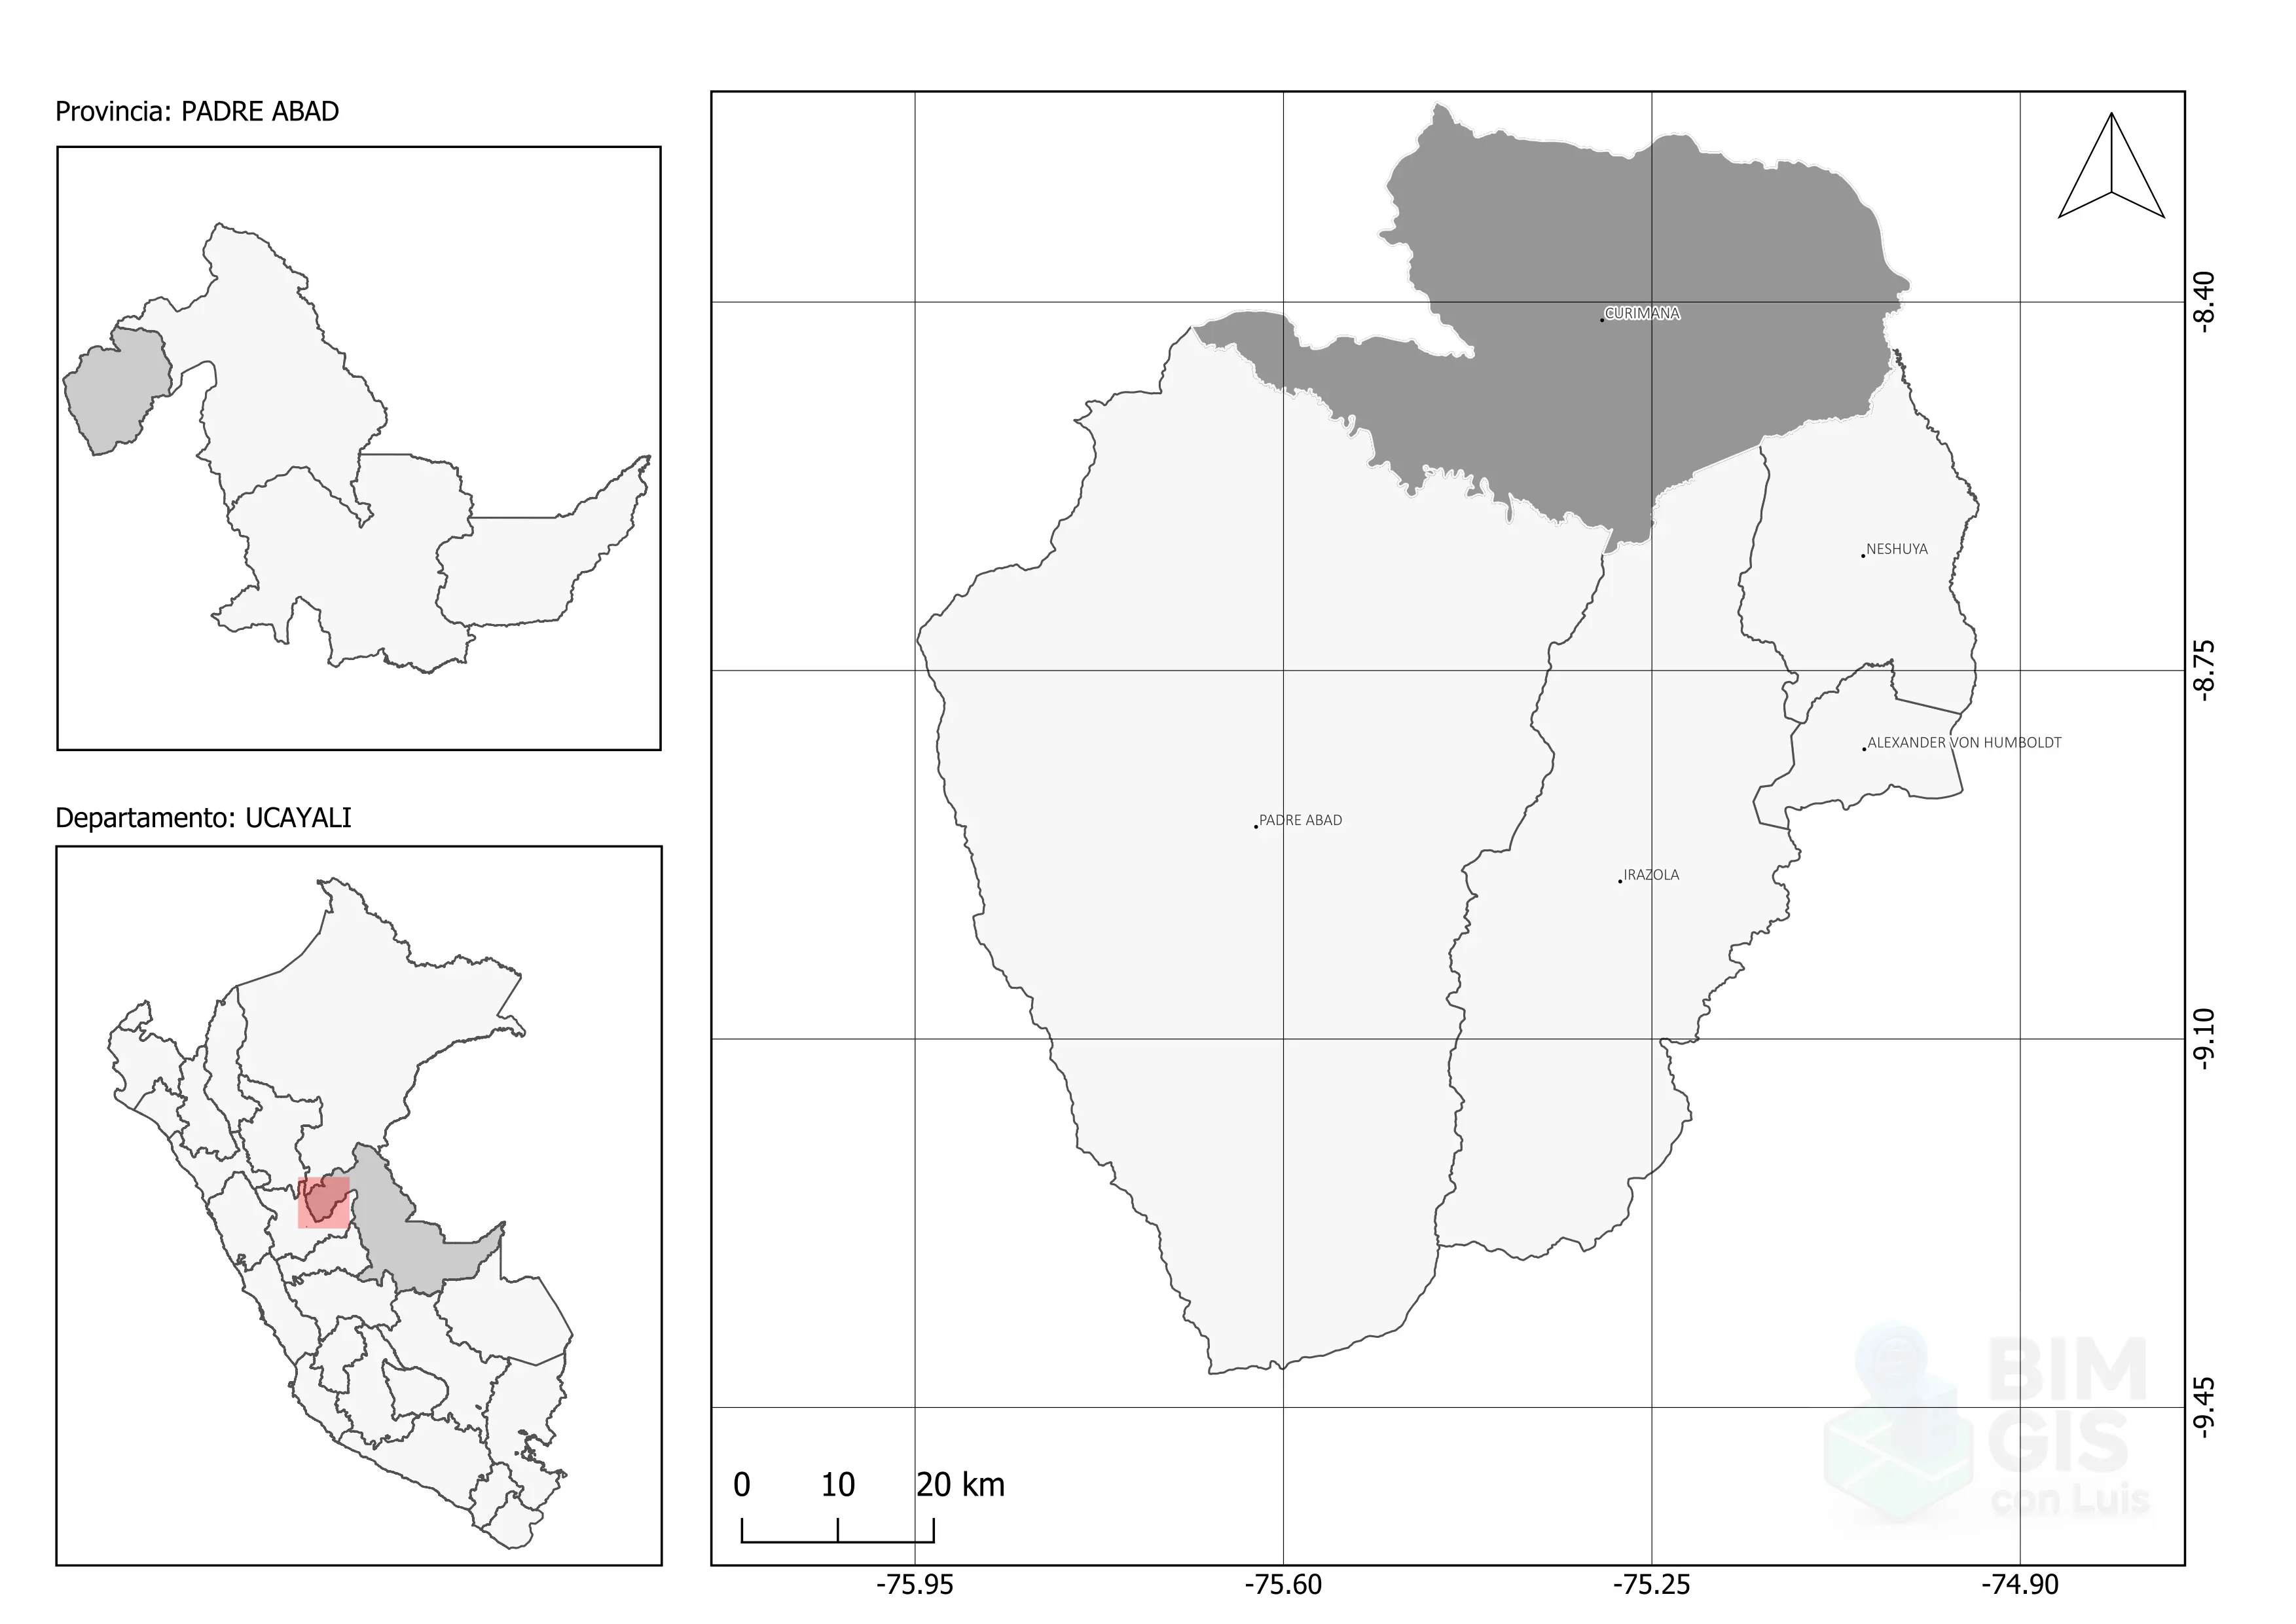 Provincia: PADRE ABAD
Departamento: UCAYALI
CURIMANA
NESHUYA
ALEXANDER VON HUMBOLDT
PADRE ABAD
IRAZOLA
-8.40
-8.75
-9.10
-9.45
0 10 20 km
-75.95 -75.60 -75.25 -74.90
BIM
GIS
con Luis